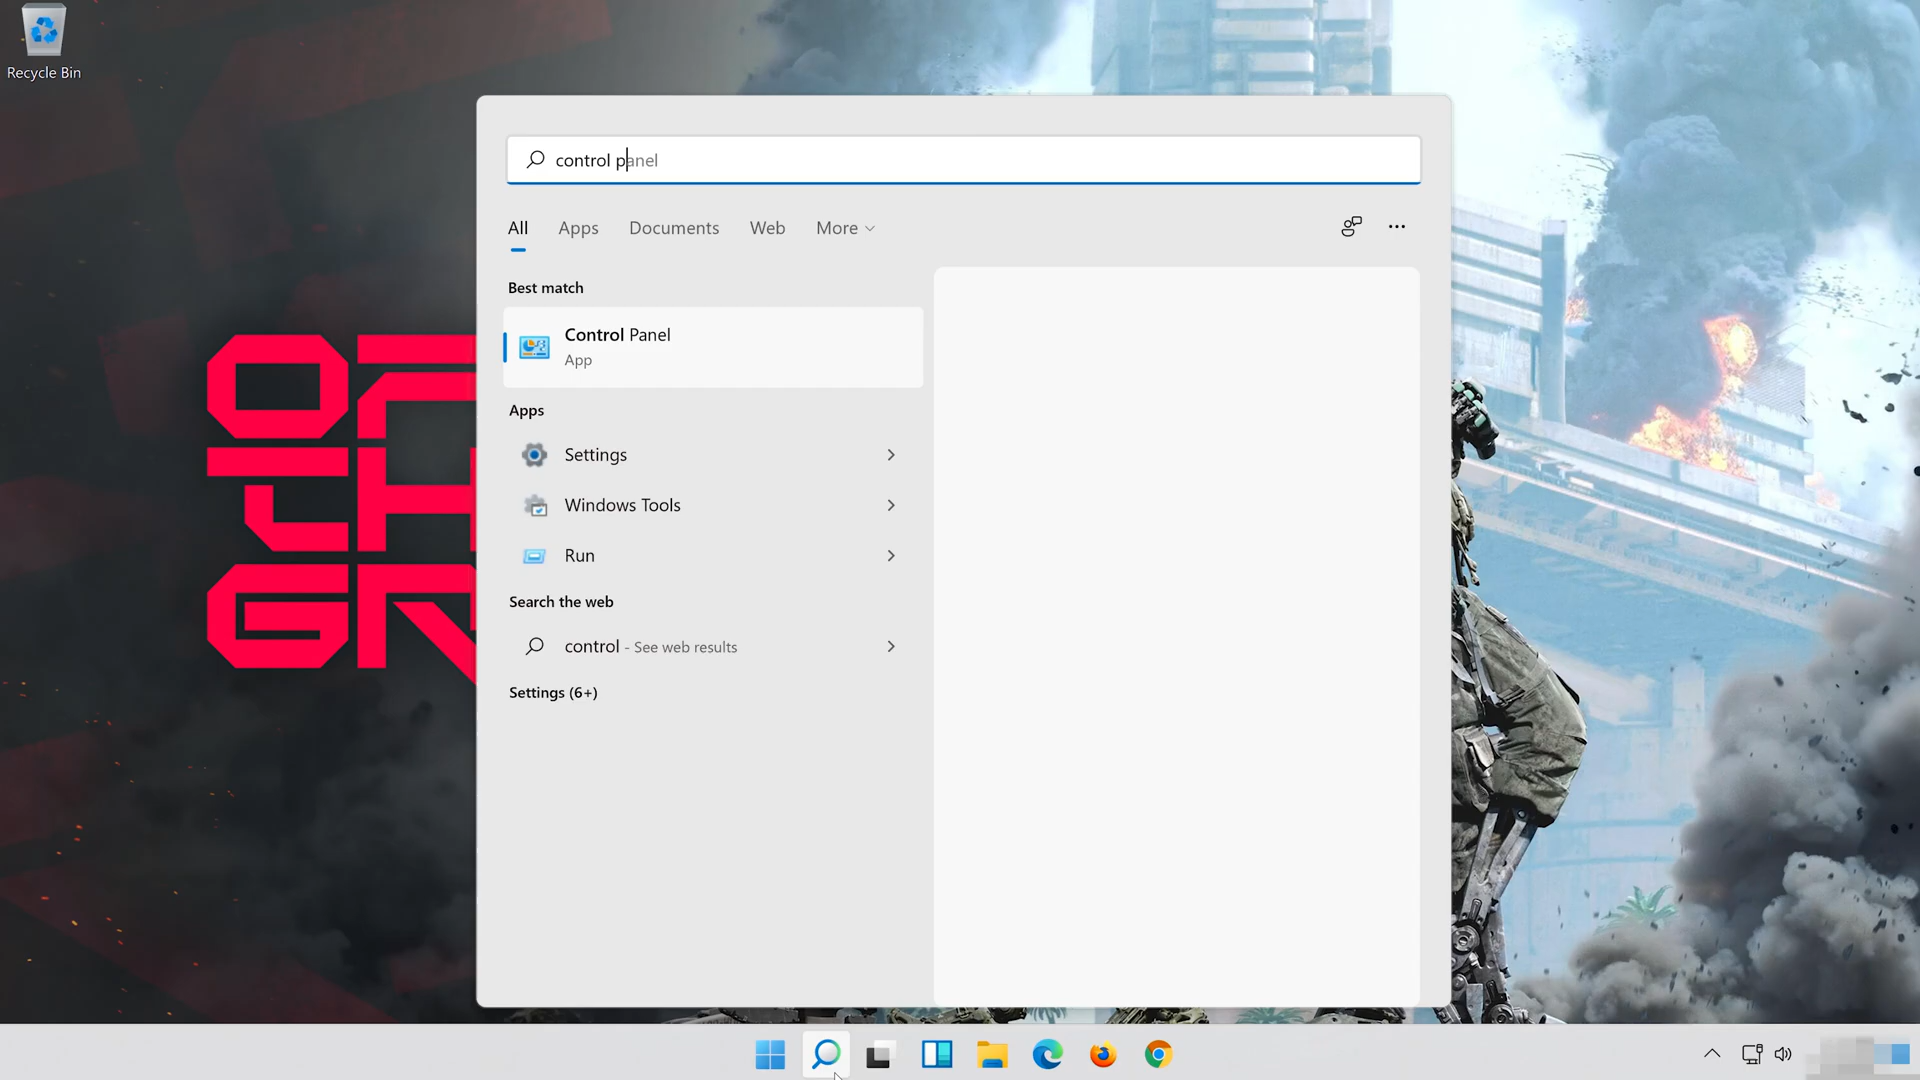 Recycle Bin
control panel
All Apps Documents Web More
Best match
Control Panel
App
Apps
Settings
Windows Tools
Run
Search the web
control - See web results
Settings (6+)